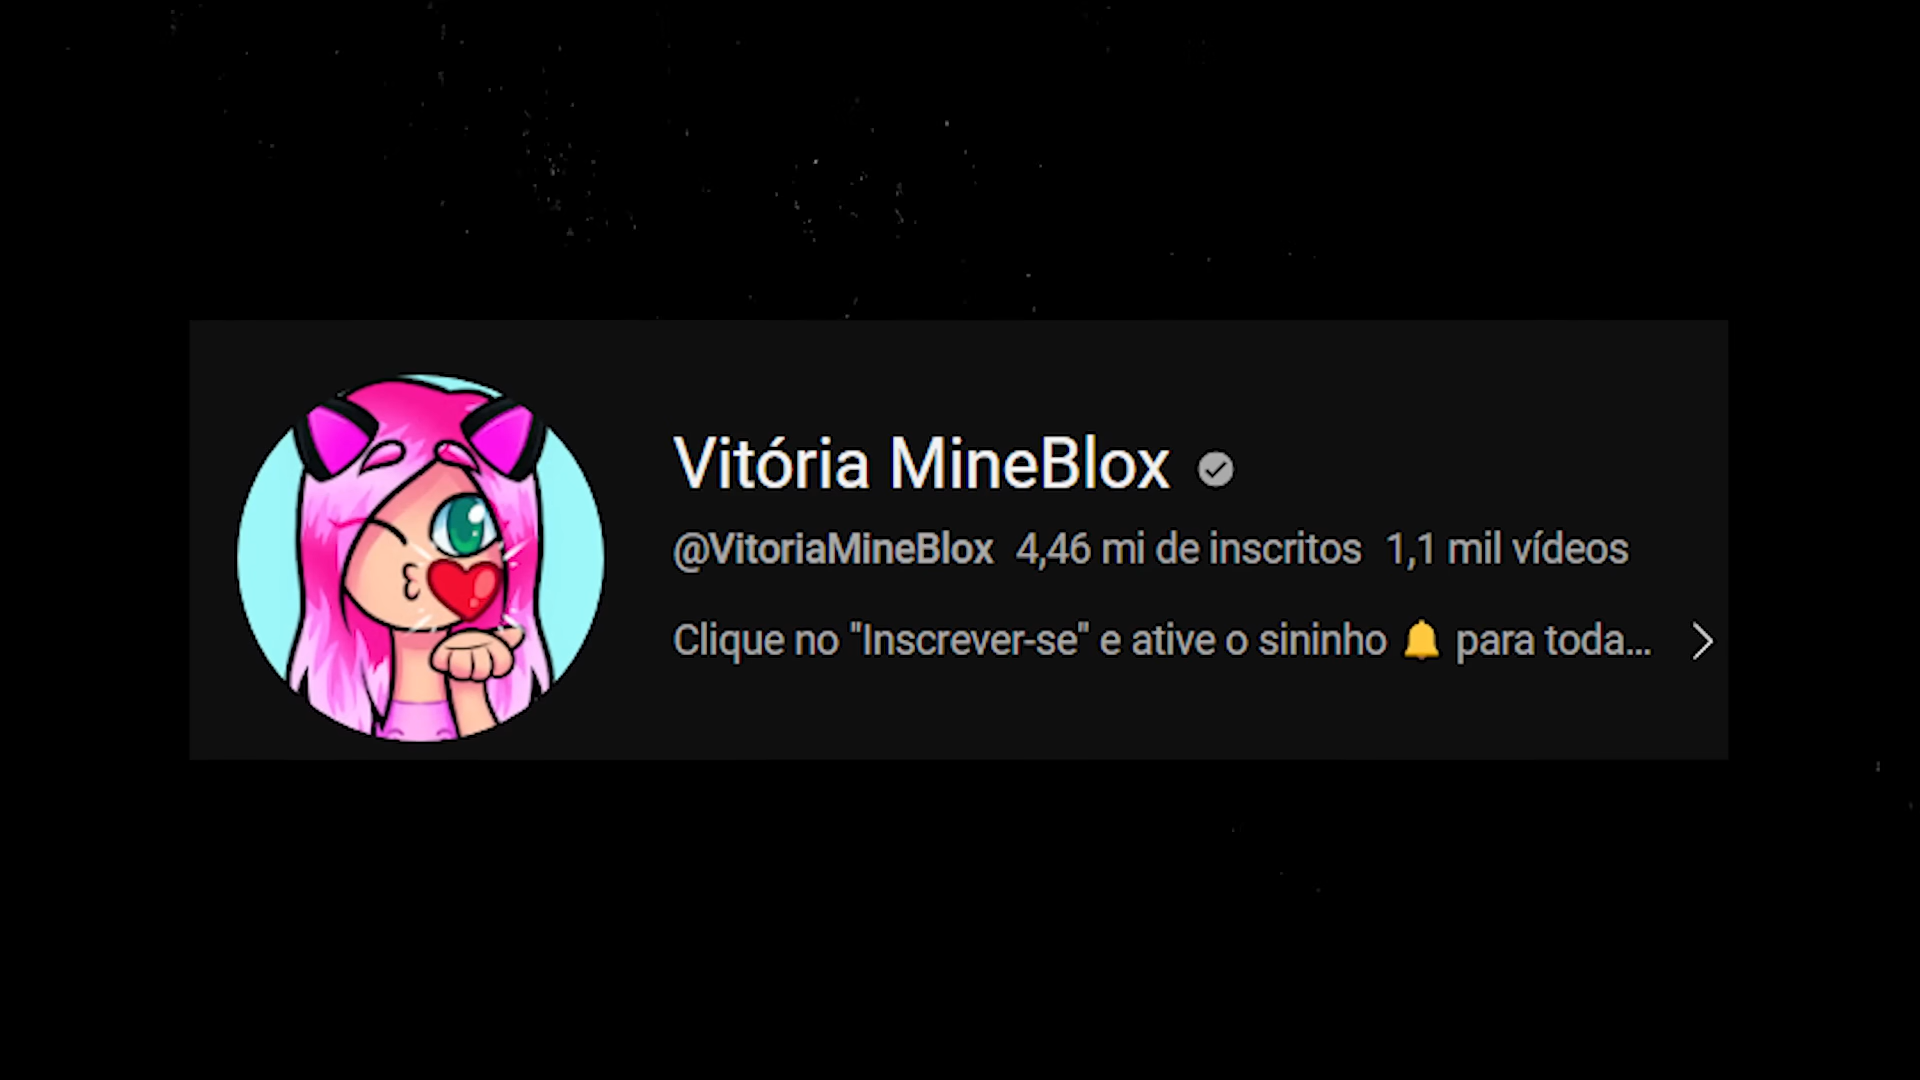 Vitória MineBlox
@VitoriaMineBlox 4,46 mi de inscritos 1,1 mil vídeos
Clique no "Inscrever-se" e ative o sininho 🔔 para toda...